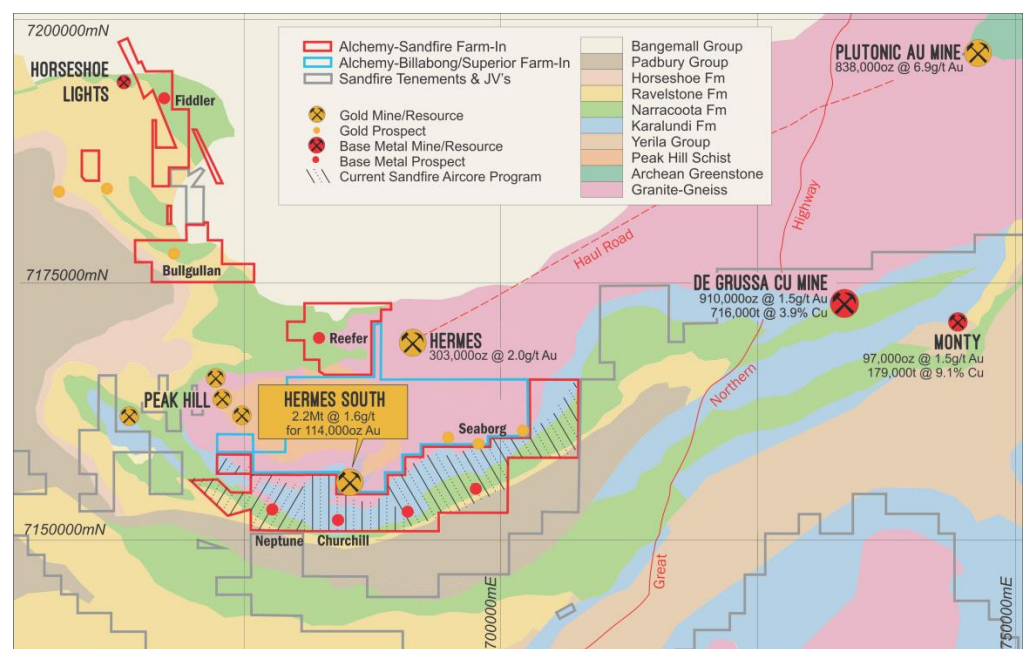 7200000mN
HORSESHOE
LIGHTS
Fiddler
Alchemy-Sandfire Farm-In
Alchemy-Billabong/Superior Farm-In
Sandfire Tenements & JV's
Gold Mine/Resource
Gold Prospect
Base Metal Mine/Resource
Base Metal Prospect
Current Sandfire Aircore Program
Bangemall Group
Padbury Group
Horseshoe Fm
Ravelstone Fm
Narracoota Fm
Karalundi Fm
Yerila Group
Peak Hill Schist
Archean Greenstone
Granite-Gneiss
PLUTONIC AU MINE
838,000oz @ 6.9g/t Au
Highway
Haul Road
Bullgullan
7175000mN
DE GRUSSA CU MINE
910,000oz @ 1.5g/t Au
716,000t @ 3.9% Cu
MONTY
97,000oz @ 1.5g/t Au
179,000t @ 9.1% Cu
Reefer
HERMES
303,000oz @ 2.0g/t Au
Northern
PEAK HILL
HERMES SOUTH
2.2Mt @ 1.6g/t
for 114,000oz Au
Seaborg
7150000mN
Neptune
Churchill
Great
700000mE
750000mE